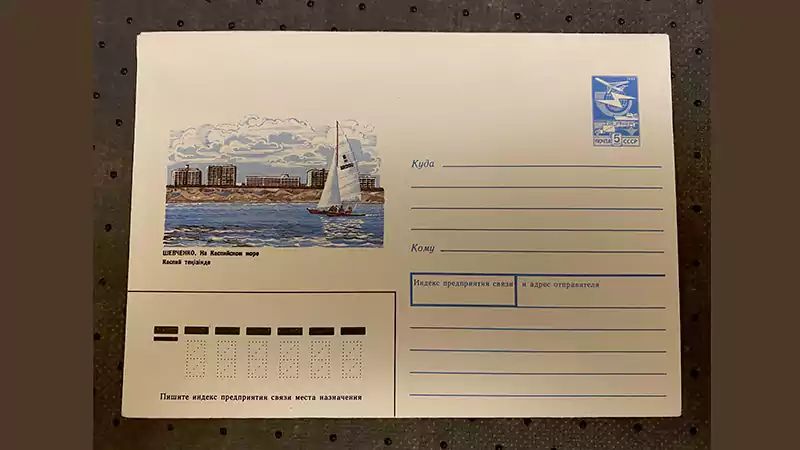 ПОЧТА 5 СССР
Куда
Кому
ШЕВЧЕНКО. На Каспийском море
Каспий теңізінде
Индекс предприятия связи и адрес отправителя
Пишите индекс предприятия связи места назначения